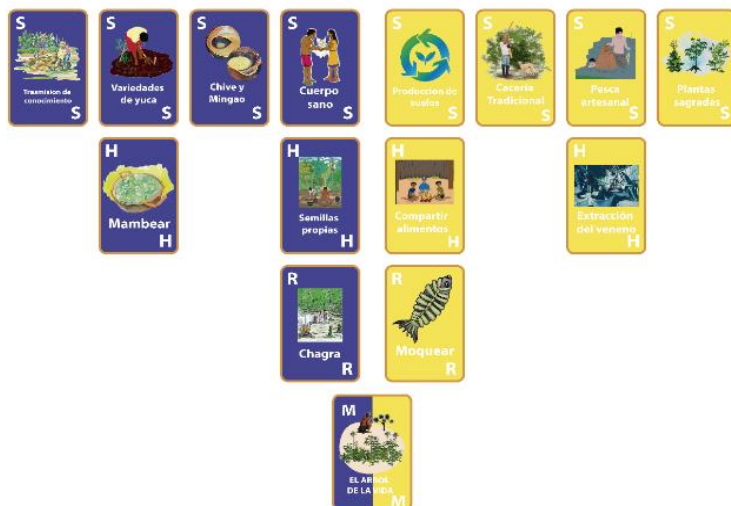 S
Trasmision de
conocimiento
S
S
Variedades
de yuca
S
S
Chive y
Mingao
S
S
Cuerpo
sano
S
S
Producción de
suelos
S
S
Caceria
Tradicional
S
S
Pesca
artesanal
S
S
Plantas
sagradas
S
H
Mambear
H
H
Semillas
propias
H
H
Compartir
alimentos
H
H
Extracción
del veneno
H
R
Chagra
R
R
Moquear
R
M
EL ARBOL
DE LA VIDA
M